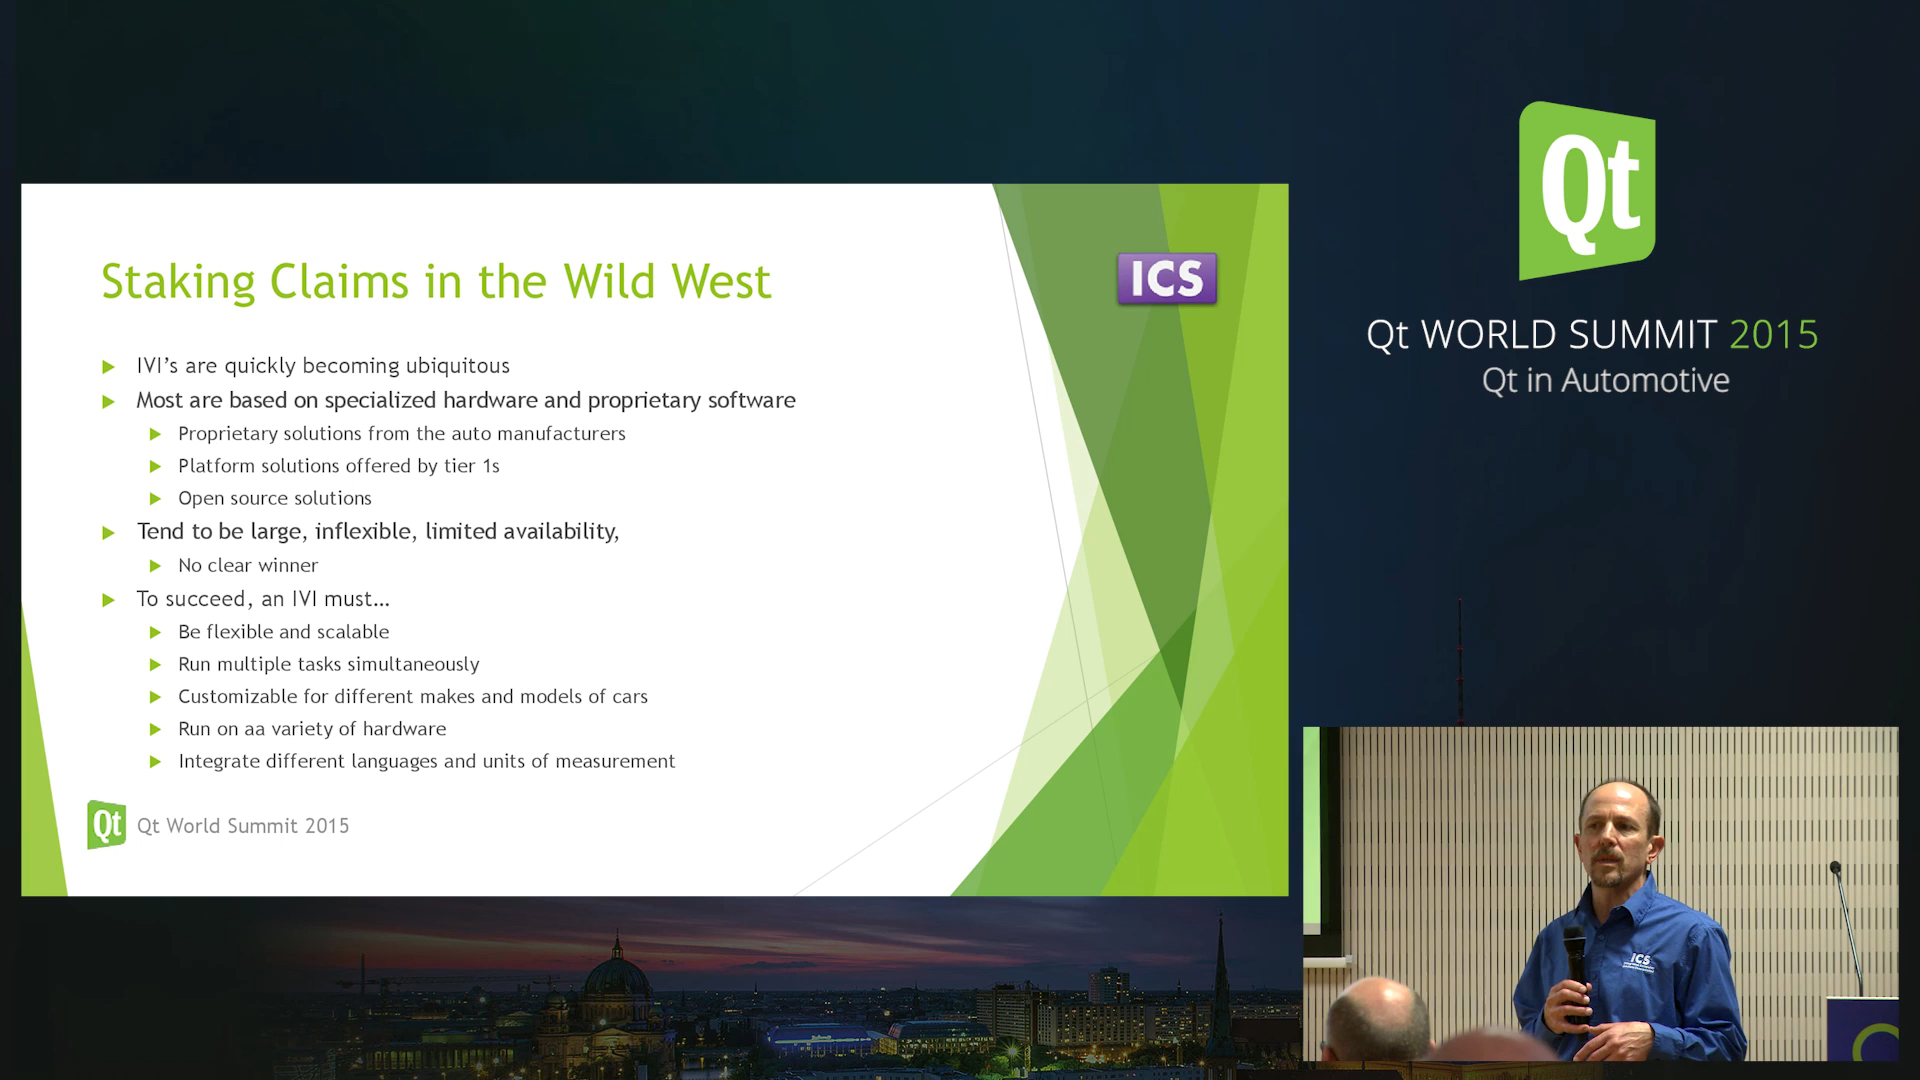 Staking Claims in the Wild West
ICS
IVI’s are quickly becoming ubiquitous
Most are based on specialized hardware and proprietary software
Proprietary solutions from the auto manufacturers
Platform solutions offered by tier 1s
Open source solutions
Tend to be large, inflexible, limited availability,
No clear winner
To succeed, an IVI must…
Be flexible and scalable
Run multiple tasks simultaneously
Customizable for different makes and models of cars
Run on aa variety of hardware
Integrate different languages and units of measurement
Qt
Qt World Summit 2015
Qt
Qt WORLD SUMMIT 2015
Qt in Automotive
ICS